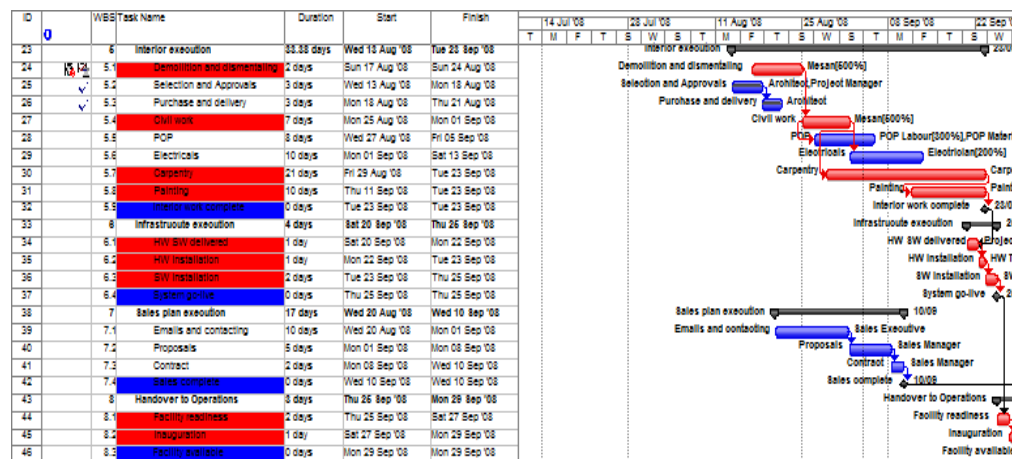 ID WBS Task Name Duration Start Finish 14 Jul '08 28 Jul '08 11 Aug '08 25 Aug '08 08 Sep '08 22 Sep '0
T M F T S W S T M F T S W
23 5 Interior execution 33.38 days Wed 13 Aug '08 Tue 23 Sep '08 Interior execution 23/0
24 5.1 Demolition and dismentaling 2 days Sun 17 Aug '08 Sun 24 Aug '08 Demolition and dismentaling Mesan[500%]
25 5.2 Selection and Approvals 3 days Wed 13 Aug '08 Mon 18 Aug '08 Selection and Approvals Architect,Project Manager
26 5.3 Purchase and delivery 3 days Mon 18 Aug '08 Thu 21 Aug '08 Purchase and delivery Architect
27 5.4 Civil work 7 days Mon 25 Aug '08 Mon 01 Sep '08 Civil work Mesan[500%]
28 5.5 POP 8 days Wed 27 Aug '08 Fri 05 Sep '08 POP POP Labour[300%],POP Materi
29 5.6 Electricals 10 days Mon 01 Sep '08 Sat 13 Sep '08 Electricals Electrician[200%]
30 5.7 Carpentry 21 days Fri 29 Aug '08 Tue 23 Sep '08 Carpentry Carp
31 5.8 Painting 10 days Thu 11 Sep '08 Tue 23 Sep '08 Painting Paint
32 5.9 Interior work complete 0 days Tue 23 Sep '08 Tue 23 Sep '08 Interior work complete 23/0
33 6 Infrastruoute execution 4 days Sat 20 Sep '08 Thu 25 Sep '08 Infrastruoute execution 2
34 6.1 HW SW delivered 1 day Sat 20 Sep '08 Mon 22 Sep '08 HW SW delivered Project
35 6.2 HW Installation 1 day Mon 22 Sep '08 Tue 23 Sep '08 HW Installation HW T
36 6.3 SW Installation 2 days Tue 23 Sep '08 Thu 25 Sep '08 SW Installation S
37 6.4 System go-live 0 days Thu 25 Sep '08 Thu 25 Sep '08 System go-live 2
38 7 Sales plan execution 17 days Wed 20 Aug '08 Wed 10 Sep '08 Sales plan execution 10/09
39 7.1 Emails and contacting 10 days Wed 20 Aug '08 Mon 01 Sep '08 Emails and contacting Sales Executive
40 7.2 Proposals 5 days Mon 01 Sep '08 Mon 08 Sep '08 Proposals Sales Manager
41 7.3 Contract 2 days Mon 08 Sep '08 Wed 10 Sep '08 Contract Sales Manager
42 7.4 Sales complete 0 days Wed 10 Sep '08 Wed 10 Sep '08 Sales complete 10/09
43 8 Handover to Operations 8 days Thu 25 Sep '08 Mon 29 Sep '08 Handover to Operations
44 8.1 Facility readiness 2 days Thu 25 Sep '08 Sat 27 Sep '08 Facility readiness
45 8.2 Inauguration 1 day Sat 27 Sep '08 Mon 29 Sep '08 Inauguration
46 8.3 Facility available 0 days Mon 29 Sep '08 Mon 29 Sep '08 Facility available